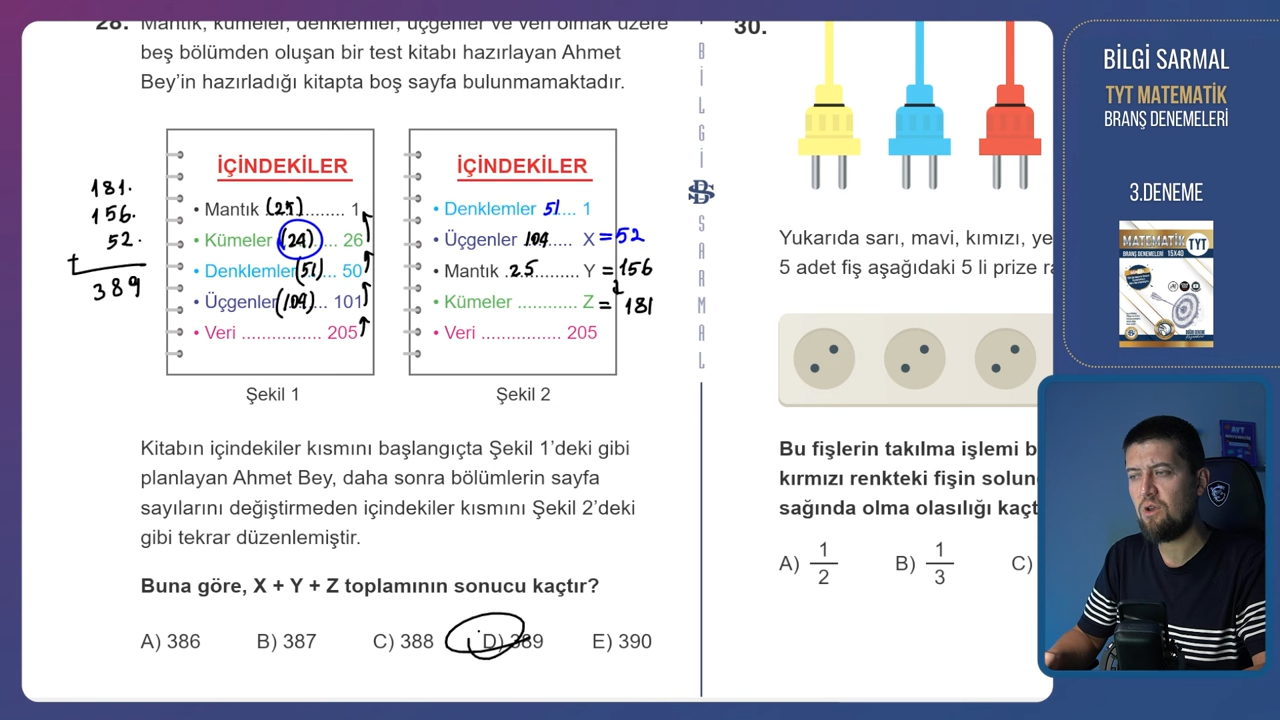 28. Mantık, kümeler, denklemler, üçgenler ve veri olmak üzere
beş bölümden oluşan bir test kitabı hazırlayan Ahmet
Bey'in hazırladığı kitapta boş sayfa bulunmamaktadır.
181.
156.
52.
+
389
İÇİNDEKİLER
• Mantık (25).......... 1
• Kümeler (24).... 26
• Denklemler(51)... 50
• Üçgenler(104)... 101
• Veri ................ 205
Şekil 1
İÇİNDEKİLER
• Denklemler 51.... 1
• Üçgenler 104..... X = 52
• Mantık .25.......... Y = 156
• Kümeler ............ Z = 181
2
• Veri ................ 205
Şekil 2
Kitabın içindekiler kısmını başlangıçta Şekil 1'deki gibi
planlayan Ahmet Bey, daha sonra bölümlerin sayfa
sayılarını değiştirmeden içindekiler kısmını Şekil 2'deki
gibi tekrar düzenlemiştir.
Buna göre, X + Y + Z toplamının sonucu kaçtır?
A) 386 B) 387 C) 388 D) 389 E) 390
BİLGİ SARMAL
30.
Yukarıda sarı, mavi, kımızı, ye
5 adet fiş aşağıdaki 5 li prize ra
Bu fişlerin takılma işlemi b
kırmızı renkteki fişin solun
sağında olma olasılığı kaçt
A) 1/2 B) 1/3 C)
BİLGİ SARMAL
TYT MATEMATİK
BRANŞ DENEMELERİ
3.DENEME
MATEMATİK TYT
BRANŞ DENEMELERİ 15X40
AYT